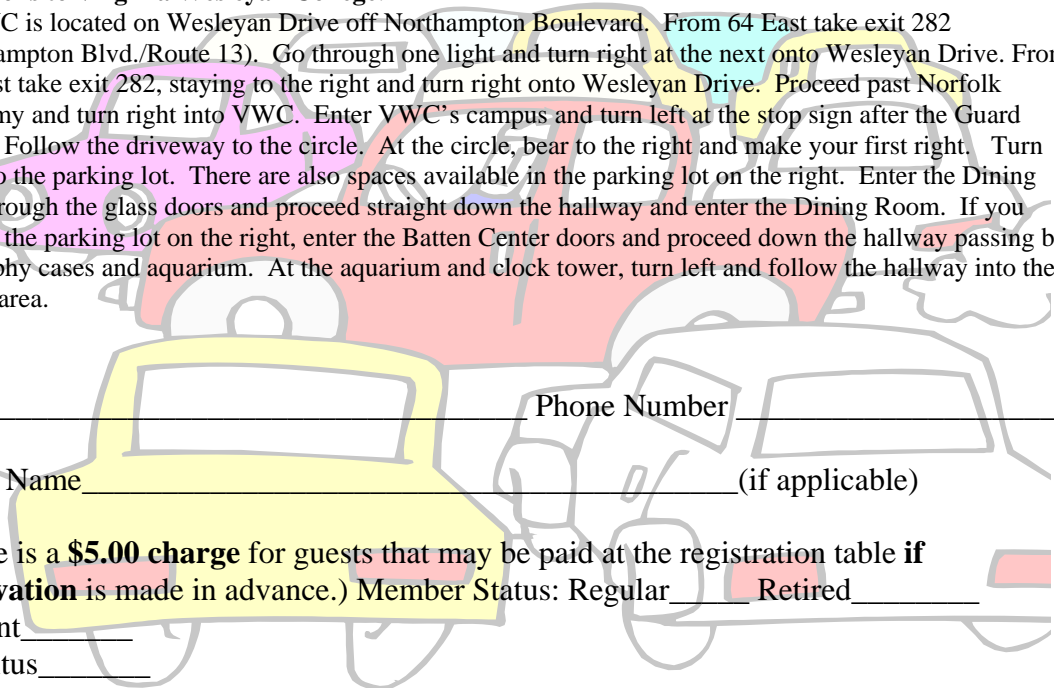 C is located on Wesleyan Drive off Northampton Boulevard. From 64 East take exit 282
ampton Blvd./Route 13). Go through one light and turn right at the next onto Wesleyan Drive. From
st take exit 282, staying to the right and turn right onto Wesleyan Drive. Proceed past Norfolk
my and turn right into VWC. Enter VWC’s campus and turn left at the stop sign after the Guard
Follow the driveway to the circle. At the circle, bear to the right and make your first right. Turn
o the parking lot. There are also spaces available in the parking lot on the right. Enter the Dining
rough the glass doors and proceed straight down the hallway and enter the Dining Room. If you
the parking lot on the right, enter the Batten Center doors and proceed down the hallway passing b
phy cases and aquarium. At the aquarium and clock tower, turn left and follow the hallway into the
area.
__________________________________ Phone Number ____________________
Name__________________________________________(if applicable)
e is a $5.00 charge for guests that may be paid at the registration table if
vation is made in advance.) Member Status: Regular_____ Retired________
nt_______
tus_______